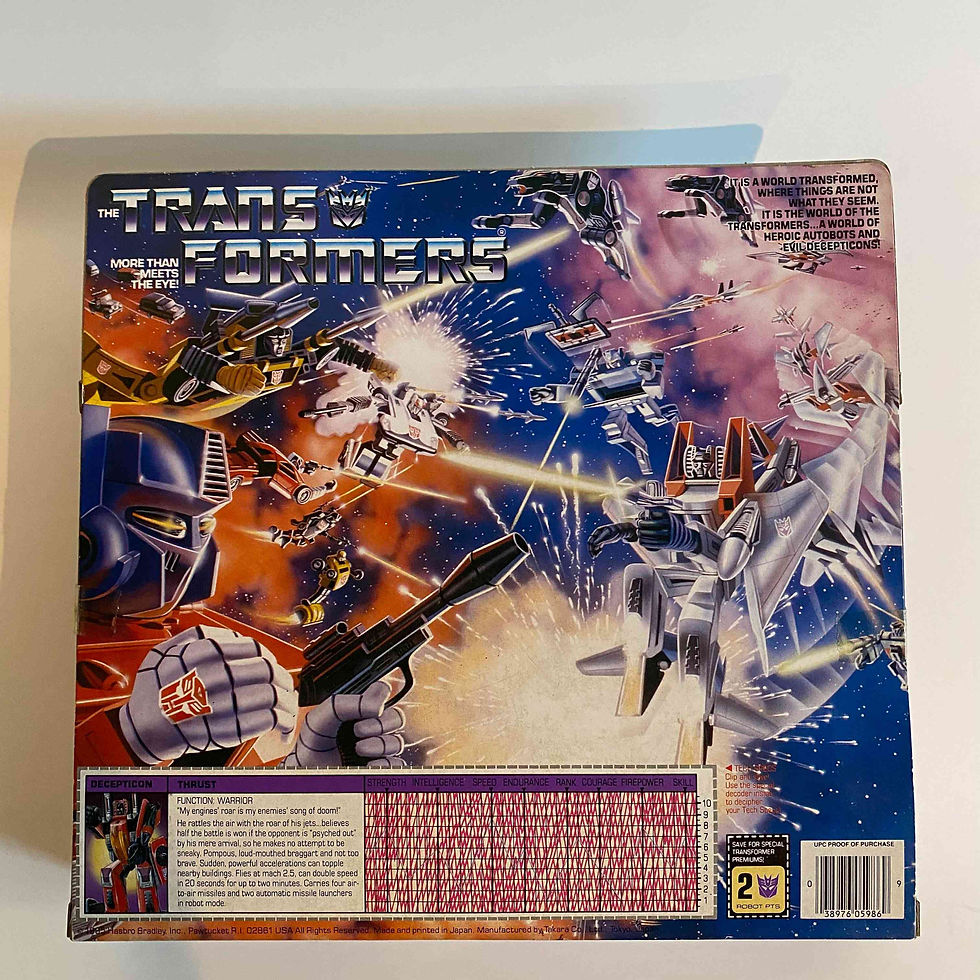 THE TRANS
FORMERS®
MORE THAN
MEETS
THE EYE!
IT IS A WORLD TRANSFORMED,
WHERE THINGS ARE NOT
WHAT THEY SEEM.
IT IS THE WORLD OF THE
TRANSFORMERS...A WORLD OF
HEROIC AUTOBOTS AND
EVIL DECEPTICONS!
DECEPTICON
THRUST
FUNCTION: WARRIOR
"My engines' roar is my enemies' song of doom!"
He rattles the air with the roar of his jets...believes
half the battle is won if the opponent is "psyched out"
by his mere arrival, so he makes no attempt to be
sneaky. Pompous, loud-mouthed braggart and not too
brave. Sudden, powerful accelerations can topple
nearby buildings. Flies at mach 2.5, can double speed
in 20 seconds for up to two minutes. Carries four air-
to-air missiles and two automatic missile launchers
in robot mode.
STRENGTH INTELLIGENCE SPEED ENDURANCE RANK COURAGE FIREPOWER SKILL
10
9
8
7
6
5
4
3
2
1
Clip
Use the
decoder
to decipher
your Tech
SAVE FOR SPECIAL
TRANSFORMER
PREMIUMS!
2
ROBOT PTS.
UPC PROOF OF PURCHASE
0 38976 05986 9
Hasbro Bradley, Inc., Pawtucket R.I. 02861 USA All Rights Reserved. Made and printed in Japan. Manufactured by Takara Co., Ltd., Tokyo,